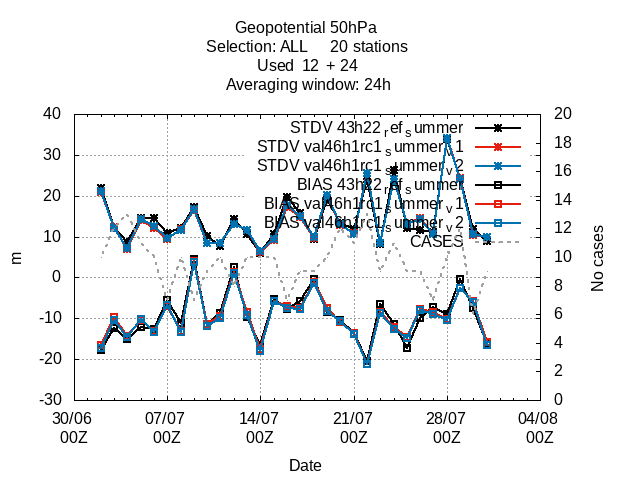 Geopotential 50hPa
Selection: ALL 20 stations
Used 12 + 24
Averaging window: 24h
40 20
STDV 43h22_ref_summer
18
STDV val46h1rc1_summer_v1
30
STDV val46h1rc1_summer_v2
16
BIAS 43h22_ref_summer
20 14
BIAS val46h1rc1_summer_v1
BIAS val46h1rc1_summer_v2
12
10 CASES
10
m No cases
0
8
-10 6
4
-20
2
-30 0
30/06 07/07 14/07 21/07 28/07 04/08
00Z 00Z 00Z 00Z 00Z 00Z
Date